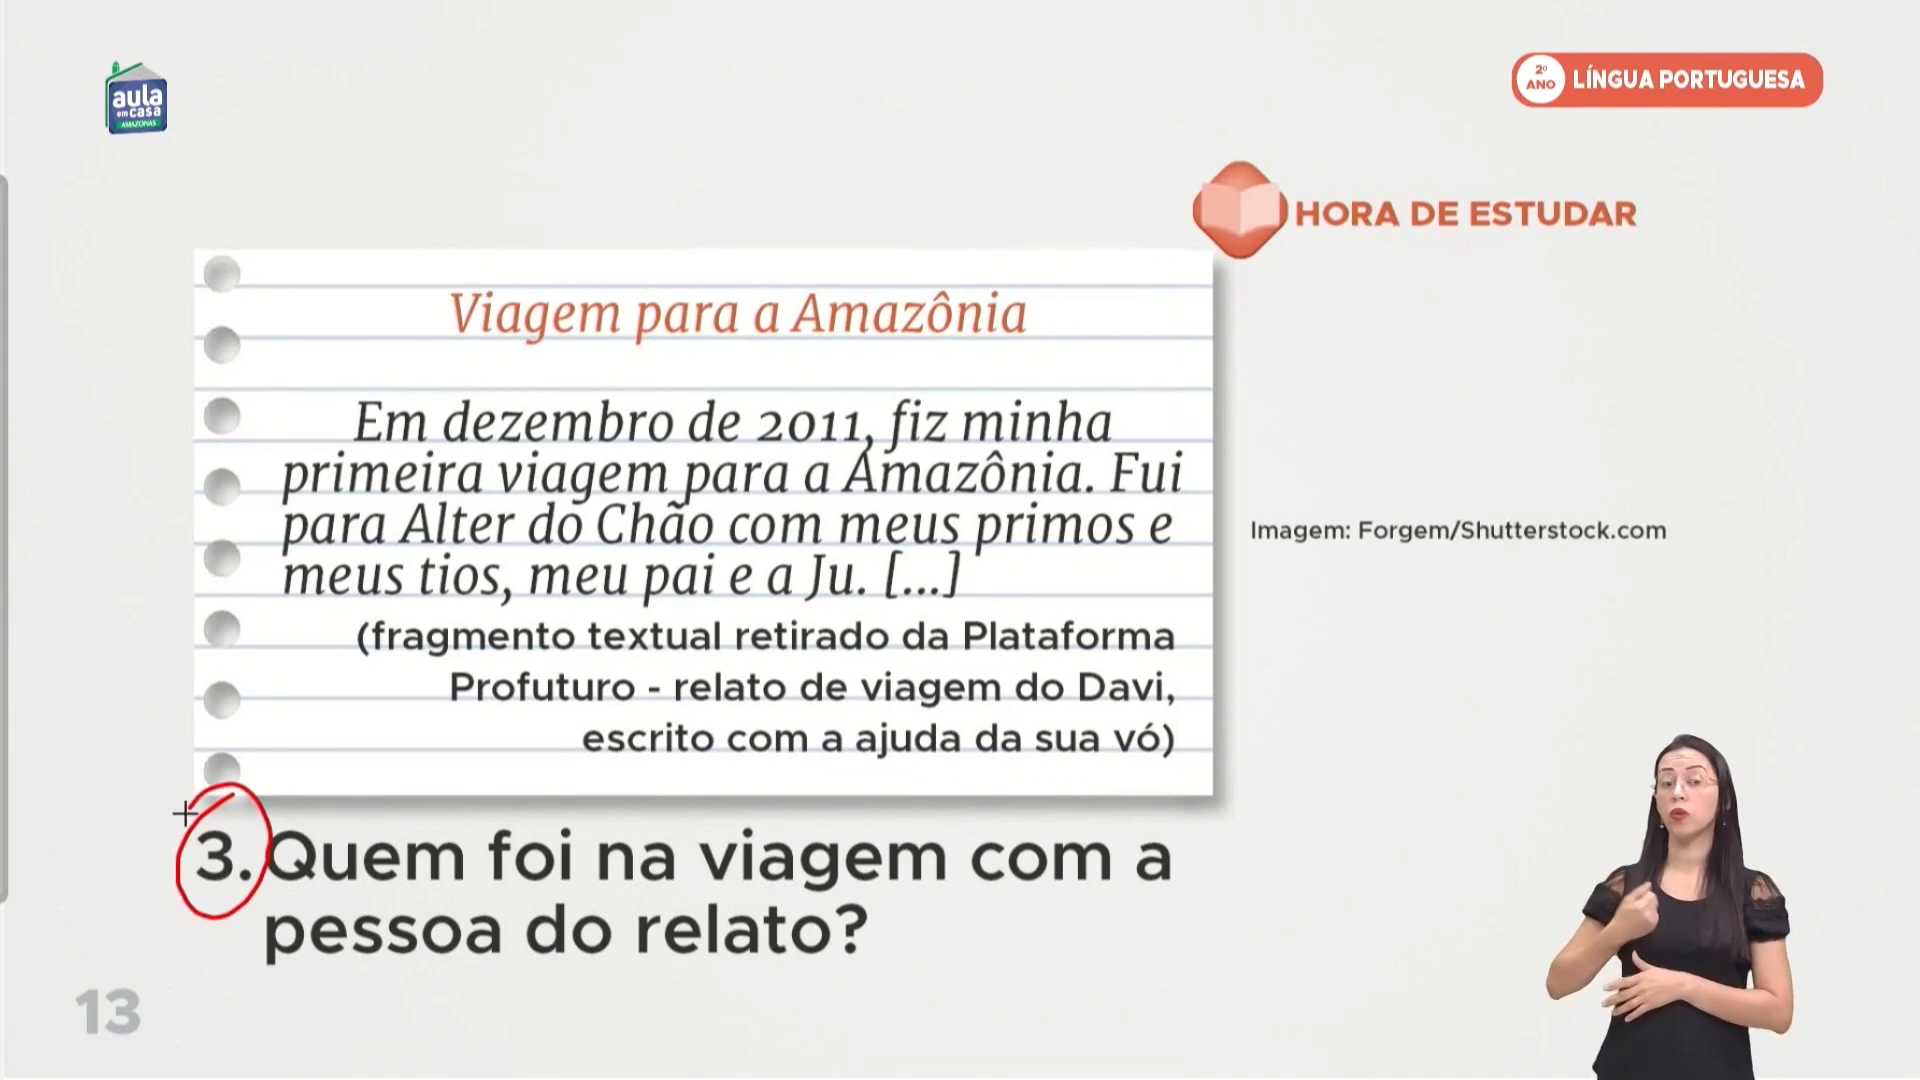 aula
em casa
AMAZONAS
2º
ANO
LÍNGUA PORTUGUESA
HORA DE ESTUDAR
Viagem para a Amazônia
Em dezembro de 2011, fiz minha
primeira viagem para a Amazônia. Fui
para Alter do Chão com meus primos e
meus tios, meu pai e a Ju. [...]
(fragmento textual retirado da Plataforma
Profuturo - relato de viagem do Davi,
escrito com a ajuda da sua vó)
Imagem: Forgem/Shutterstock.com
3. Quem foi na viagem com a
pessoa do relato?
13